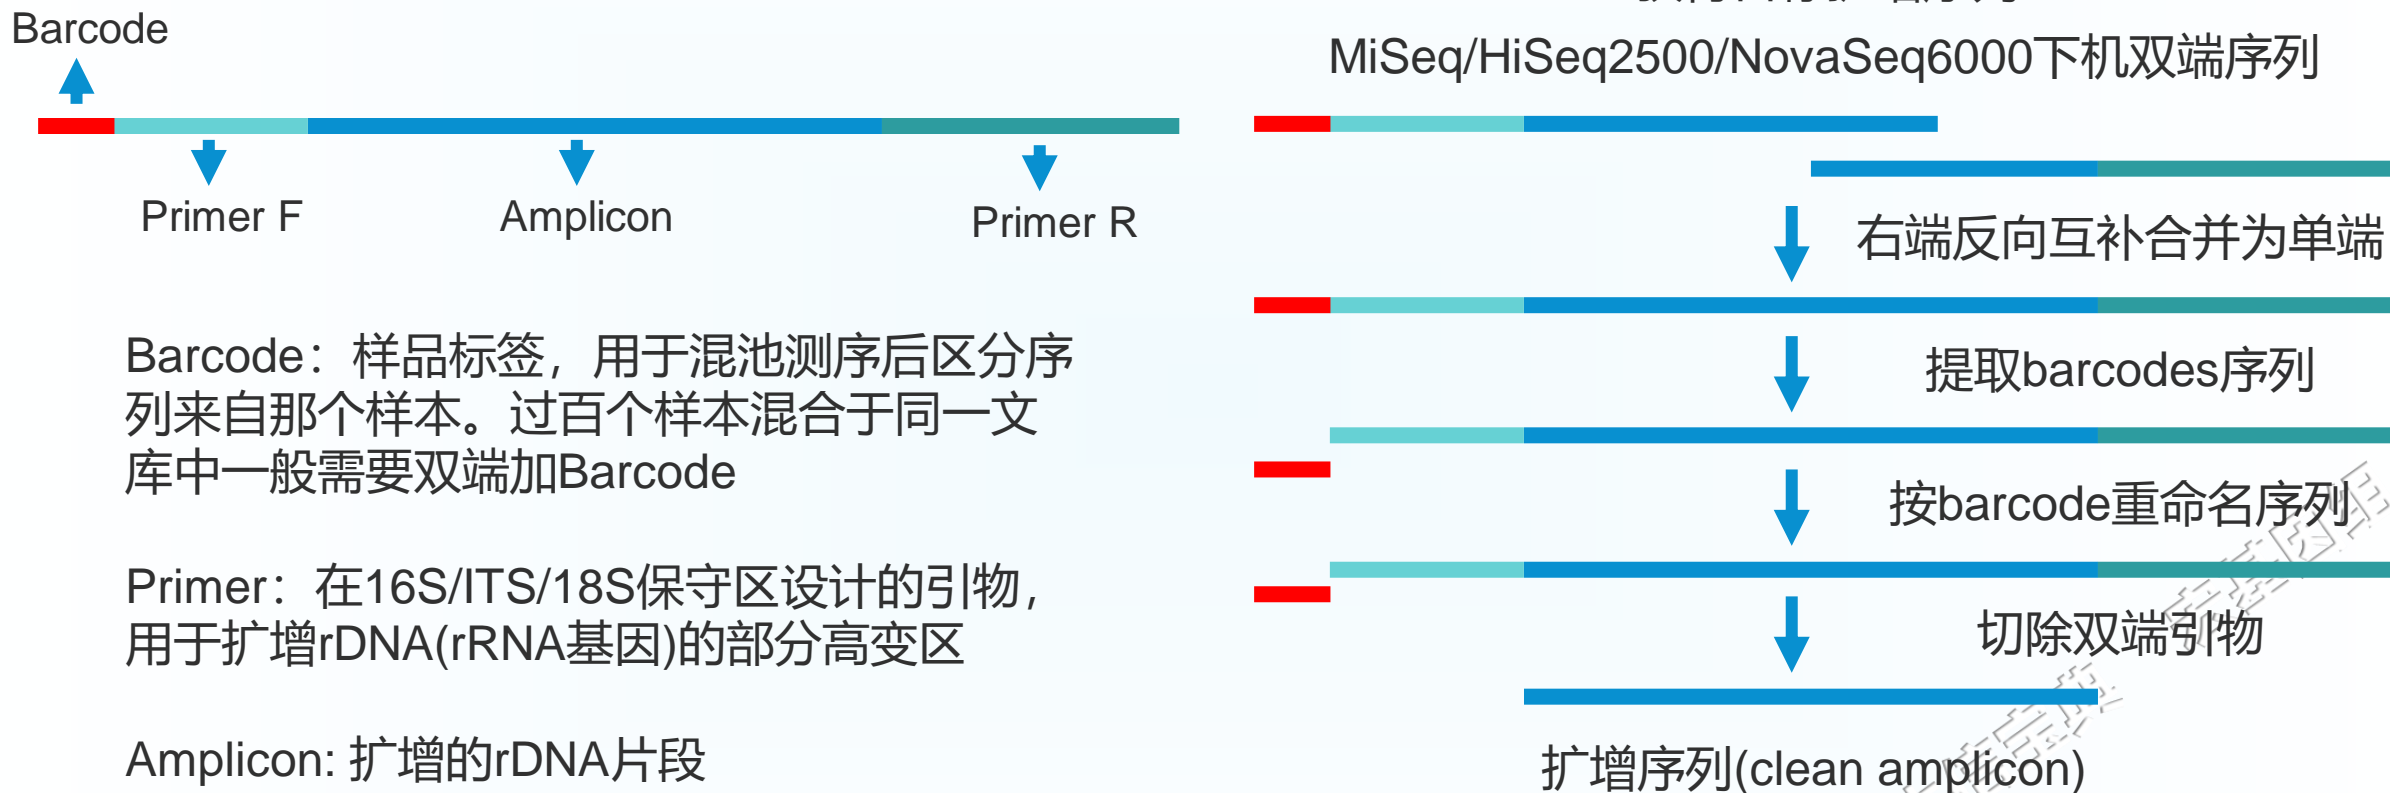 Barcode
Primer F
Amplicon
Primer R
Barcode：样品标签，用于混池测序后区分序
列来自那个样本。过百个样本混合于同一文
库中一般需要双端加Barcode
Primer：在16S/ITS/18S保守区设计的引物，
用于扩增rDNA(rRNA基因)的部分高变区
Amplicon: 扩增的rDNA片段
MiSeq/HiSeq2500/NovaSeq6000下机双端序列
右端反向互补合并为单端
提取barcodes序列
按barcode重命名序列
切除双端引物
扩增序列(clean amplicon)